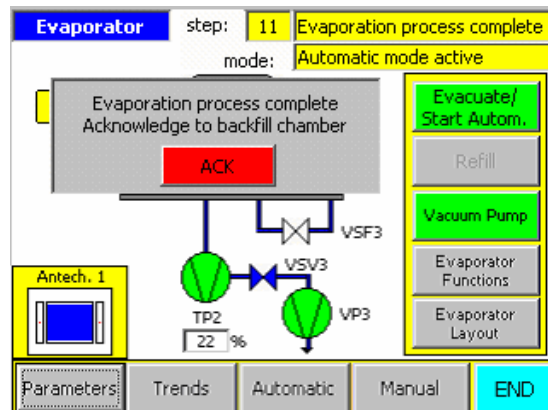 Evaporator
step:
11
Evaporation process complete
mode:
Automatic mode active
Evaporation process complete
Acknowledge to backfill chamber
ACK
Evacuate/
Start Autom.
Refill
Vacuum Pump
Evaporator
Functions
Evaporator
Layout
VSF3
VSV3
TP2
22 %
VP3
Antech. 1
Parameters
Trends
Automatic
Manual
END